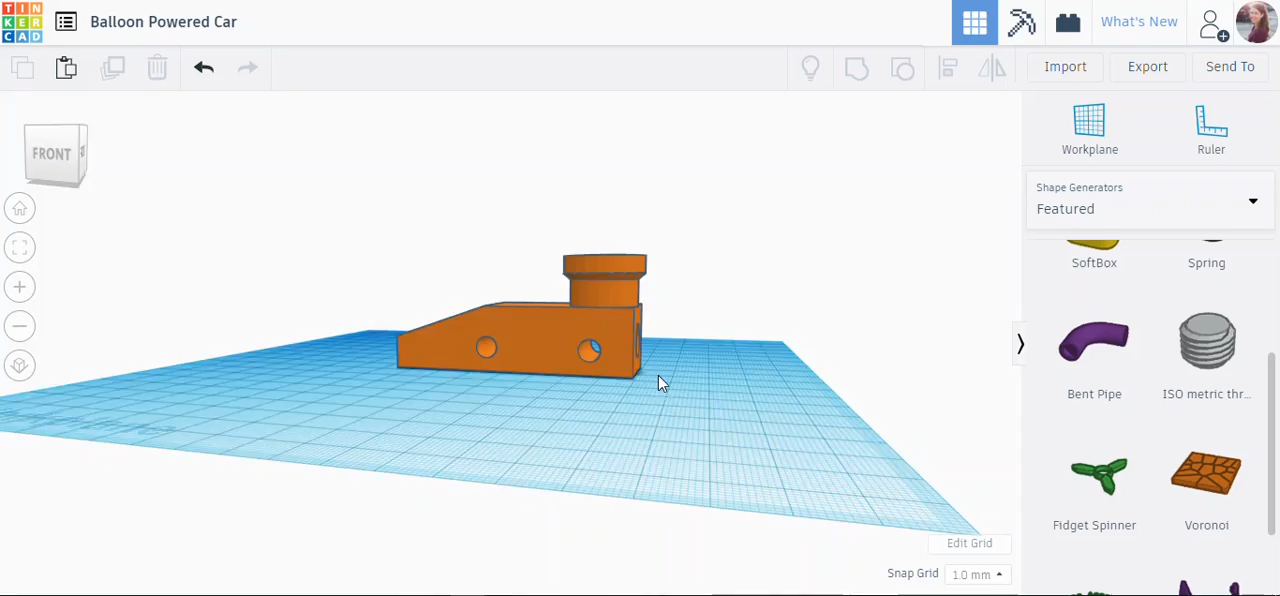 TIN
KER
CAD
Balloon Powered Car
What's New
Import
Export
Send To
FRONT
Workplane
Ruler
Shape Generators
Featured
SoftBox
Spring
Bent Pipe
ISO metric thr...
Fidget Spinner
Voronoi
Edit Grid
Snap Grid
1.0 mm